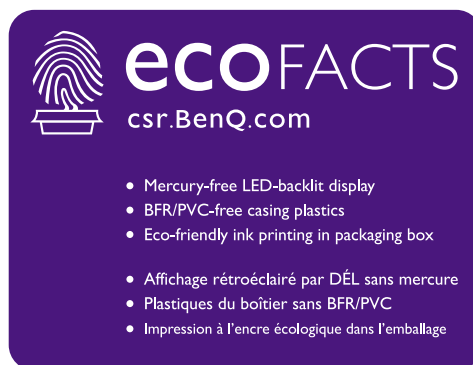 ecoFACTS
csr.BenQ.com
• Mercury-free LED-backlit display
• BFR/PVC-free casing plastics
• Eco-friendly ink printing in packaging box
• Affichage rétroéclairé par DÉL sans mercure
• Plastiques du boîtier sans BFR/PVC
• Impression à l'encre écologique dans l'emballage